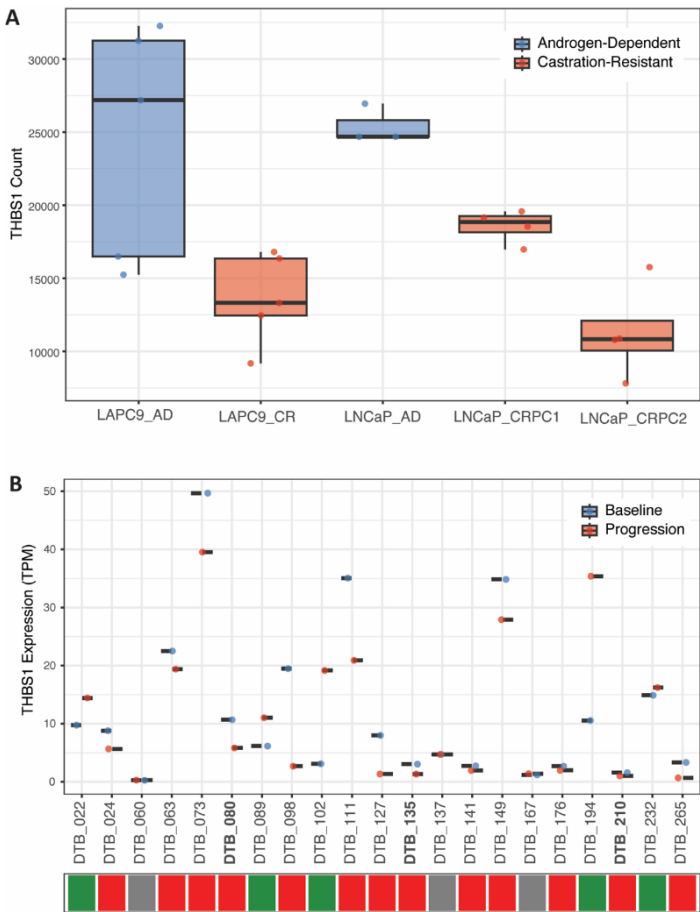 A
Androgen-Dependent
Castration-Resistant
THBS1 Count
30000
25000
20000
15000
10000
LAPC9_AD
LAPC9_CR
LNCaP_AD
LNCaP_CRPC1
LNCaP_CRPC2
B
Baseline
Progression
THBS1 Expression (TPM)
50
40
30
20
10
0
DTB_022
DTB_024
DTB_060
DTB_063
DTB_073
DTB_080
DTB_089
DTB_098
DTB_102
DTB_111
DTB_127
DTB_135
DTB_137
DTB_141
DTB_149
DTB_167
DTB_176
DTB_194
DTB_210
DTB_232
DTB_265